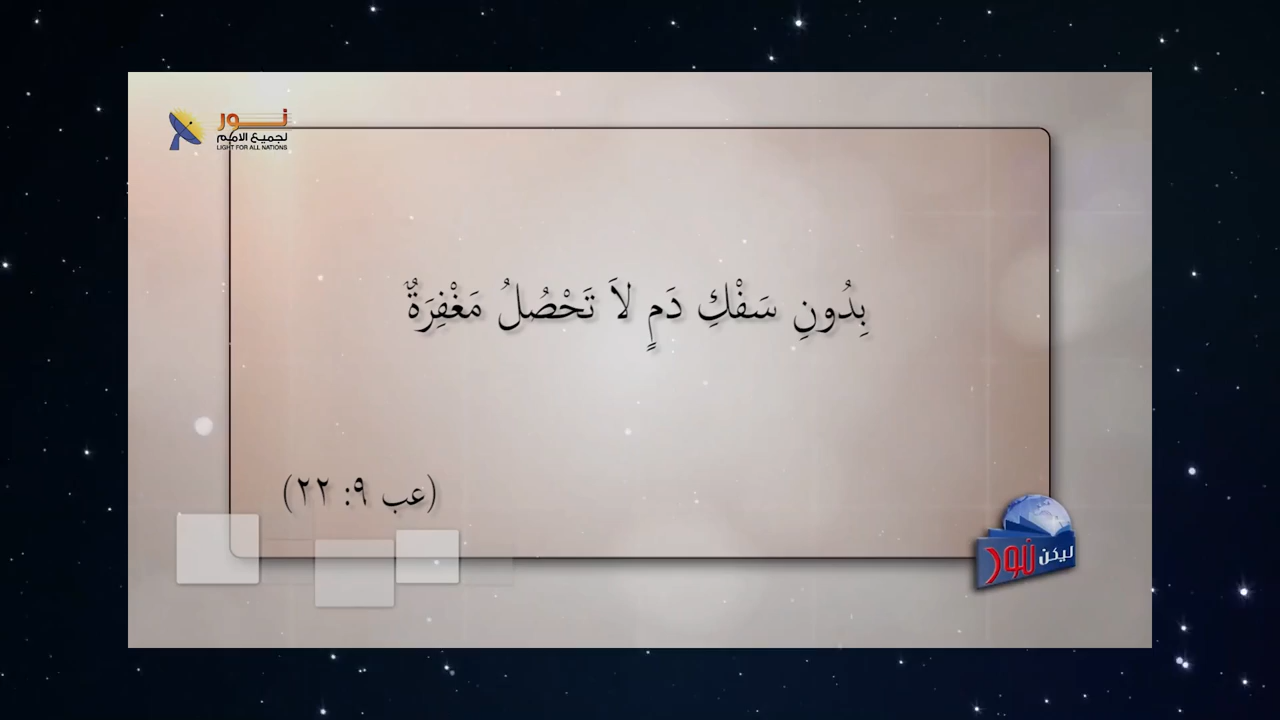 نور
لجميع الامم
LIGHT FOR ALL NATIONS
بِدُونِ سَفْكِ دَمٍ لاَ تَحْصُلُ مَغْفِرَةٌ
(عب ٩: ٢٢)
ليكن نور